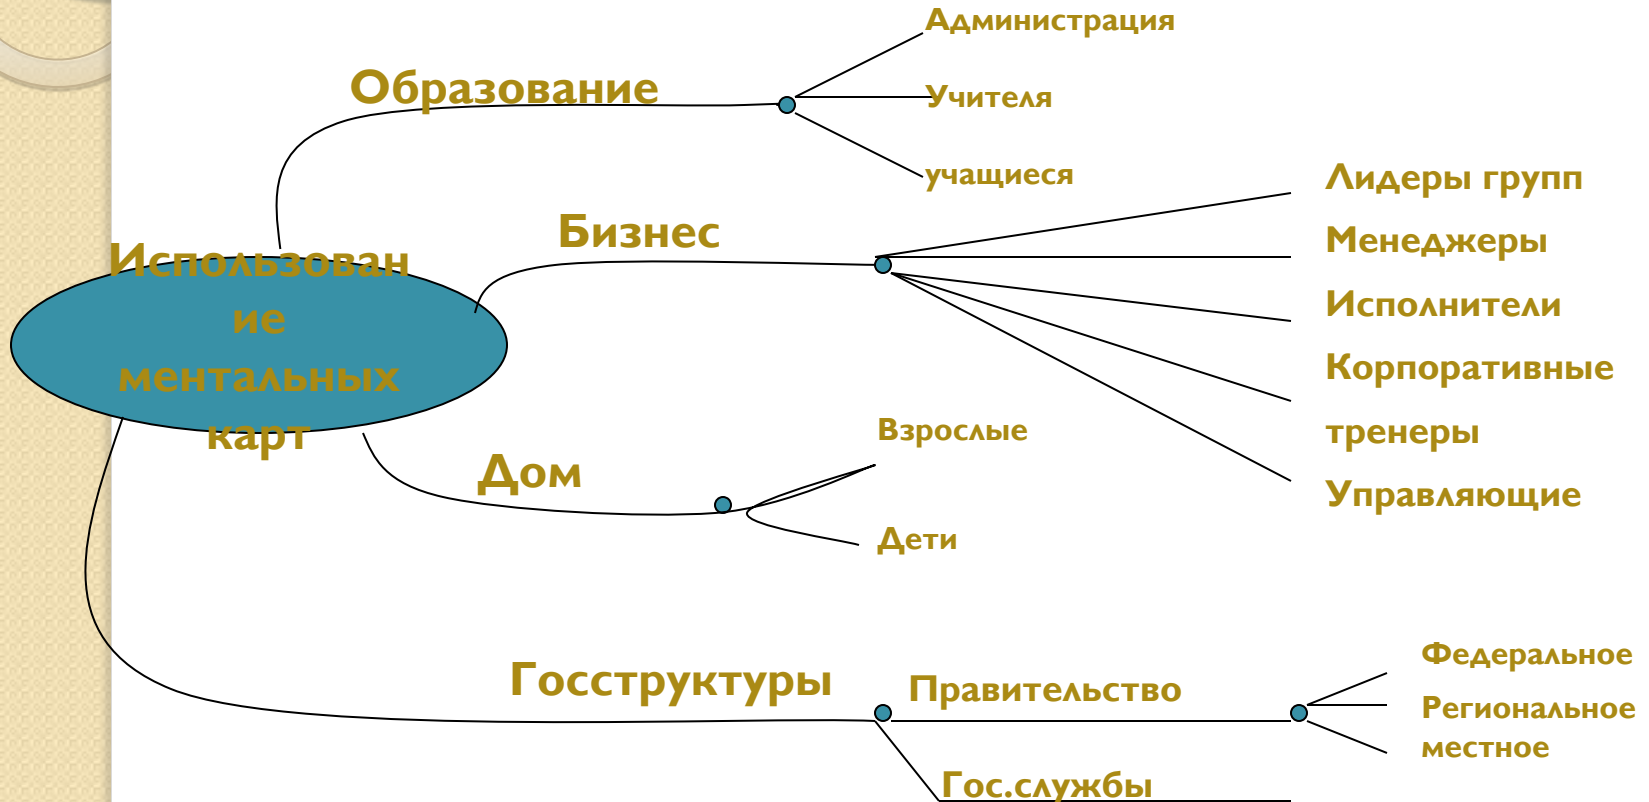 Использован
ие
ментальных
карт
Образование
Администрация
Учителя
учащиеся
Бизнес
Лидеры групп
Менеджеры
Исполнители
Корпоративные
тренеры
Управляющие
Дом
Взрослые
Дети
Госструктуры
Правительство
Федеральное
Региональное
местное
Гос.службы